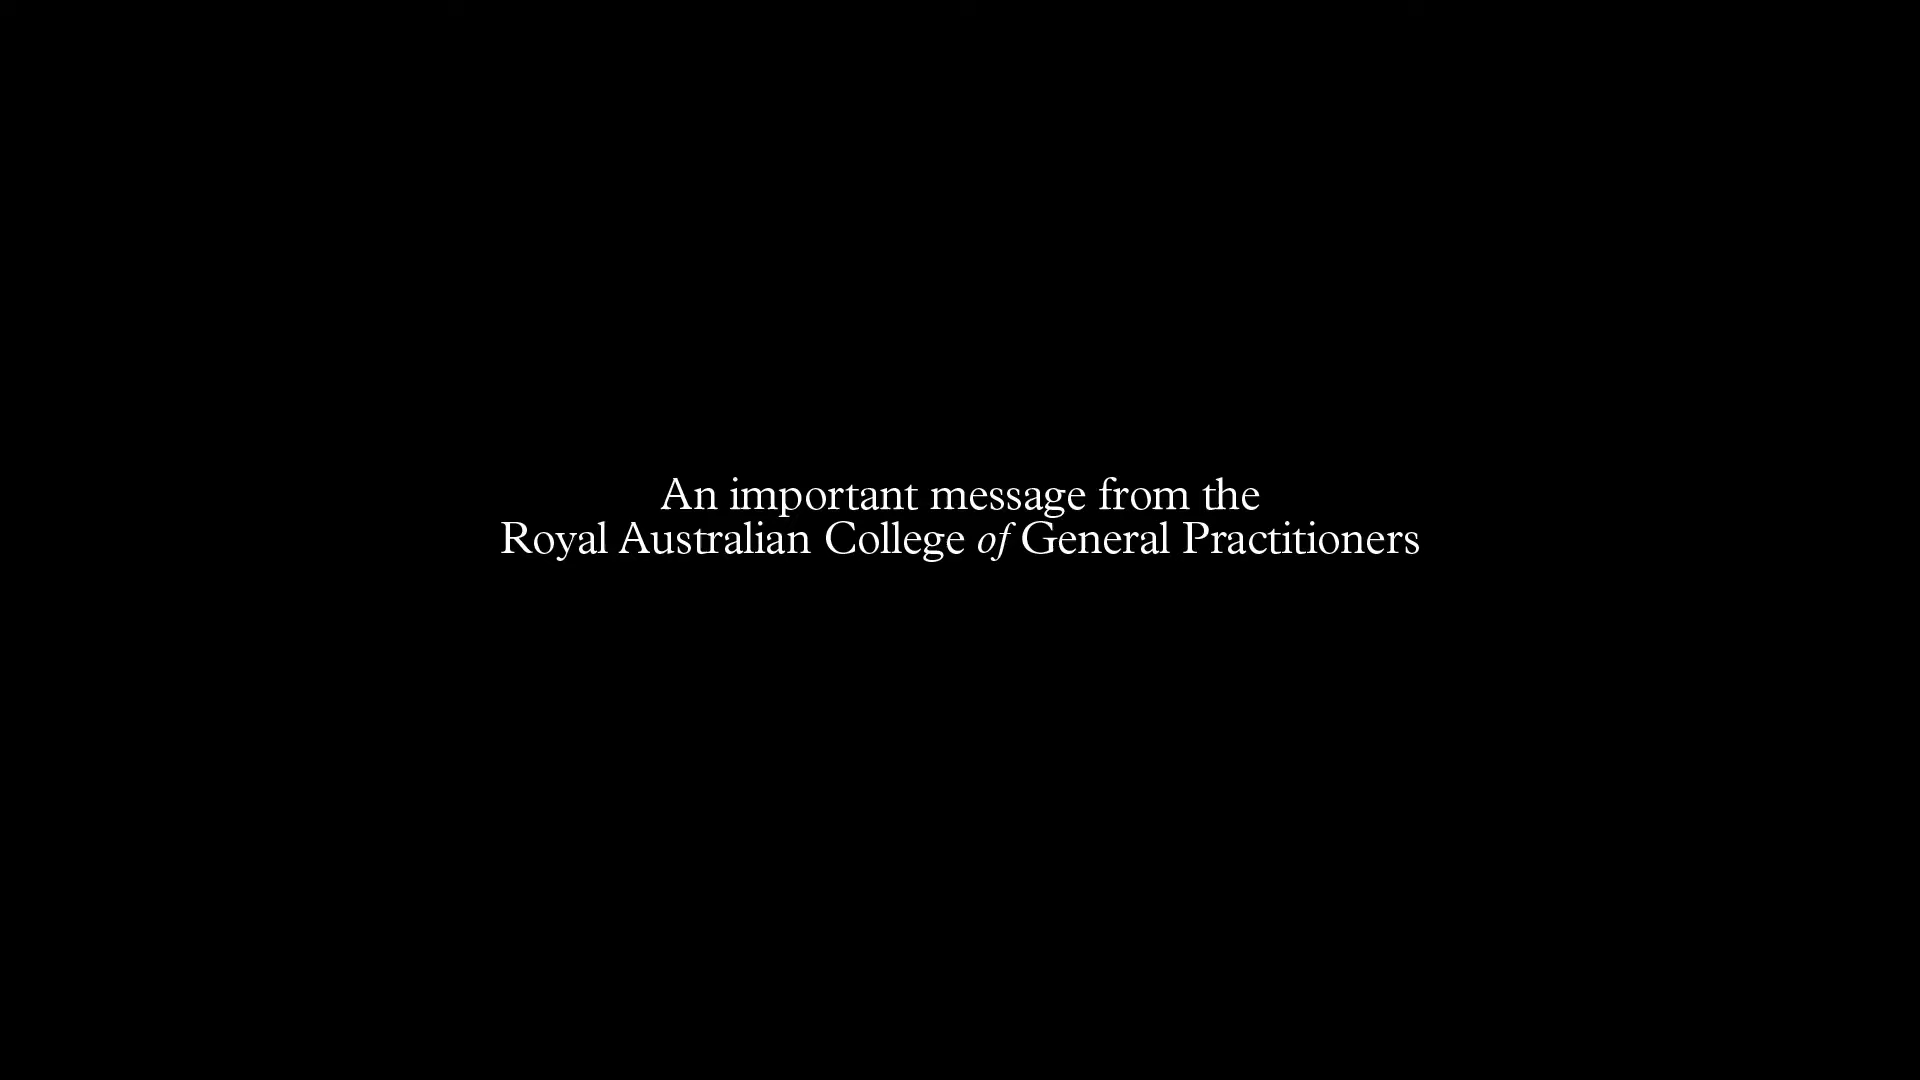 An important message from the
Royal Australian College of General Practitioners